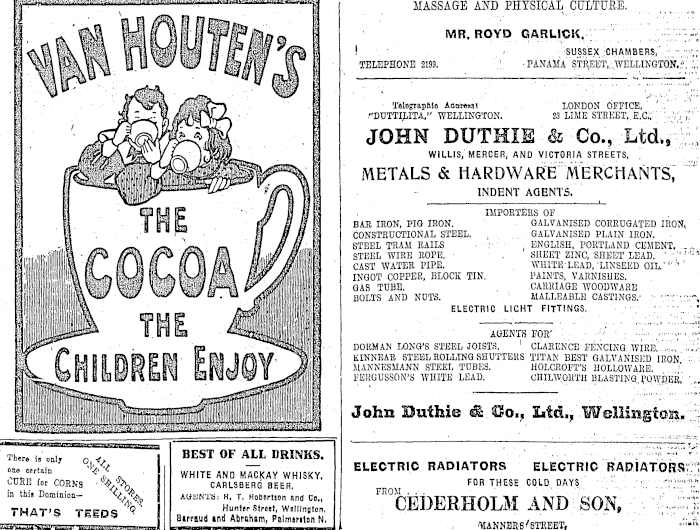 VAN HOUTEN'S
THE
COCOA
THE
CHILDREN ENJOY
There is only
one certain
CURE for CORNS
in this Dominion—
THAT'S TEEDS
ALL STORES.
ONE SHILLING.
BEST OF ALL DRINKS.
WHITE AND MACKAY WHISKY.
CARLSBERG BEER.
AGENTS: R. T. Robertson and Co.,
Hunter Street, Wellington.
Barraud and Abraham, Palmerston N.
MASSAGE AND PHYSICAL CULTURE.
MR. ROYD GARLICK,
SUSSEX CHAMBERS,
TELEPHONE 2199. PANAMA STREET, WELLINGTON.
Telegraphic Address: LONDON OFFICE,
"DUTTILITA," WELLINGTON. 23 LIME STREET, E.C.,
JOHN DUTHIE & Co., Ltd.,
WILLIS, MERCER, AND VICTORIA STREETS,
METALS & HARDWARE MERCHANTS,
INDENT AGENTS.
IMPORTERS OF
BAR IRON, PIG IRON. GALVANISED CORRUGATED IRON,
CONSTRUCTIONAL STEEL. GALVANISED PLAIN IRON.
STEEL TRAM RAILS ENGLISH, PORTLAND CEMENT,
STEEL WIRE ROPE. SHEET ZINC, SHEET LEAD.
CAST WATER PIPE. WHITE LEAD, LINSEED OIL.
INGOT COPPER, BLOCK TIN. PAINTS, VARNISHES.
GAS TUBE. CARRIAGE WOODWARE
BOLTS AND NUTS. MALLEABLE CASTINGS.
ELECTRIC LIGHT FITTINGS.
AGENTS FOR
DORMAN LONG'S STEEL JOISTS. CLARENCE FENCING WIRE.
KINNEAR STEEL ROLLING SHUTTERS TITAN BEST GALVANISED IRON,
MANNESMANN STEEL TUBES. HOLCROFT'S HOLLOWARE.
FERGUSSON'S WHITE LEAD. CHILWORTH BLASTING POWDER,
John Duthie & Co., Ltd., Wellington.
ELECTRIC RADIATORS ELECTRIC RADIATORS
FOR THESE COLD DAYS
FROM
CEDERHOLM AND SON,
MANNERS STREET,